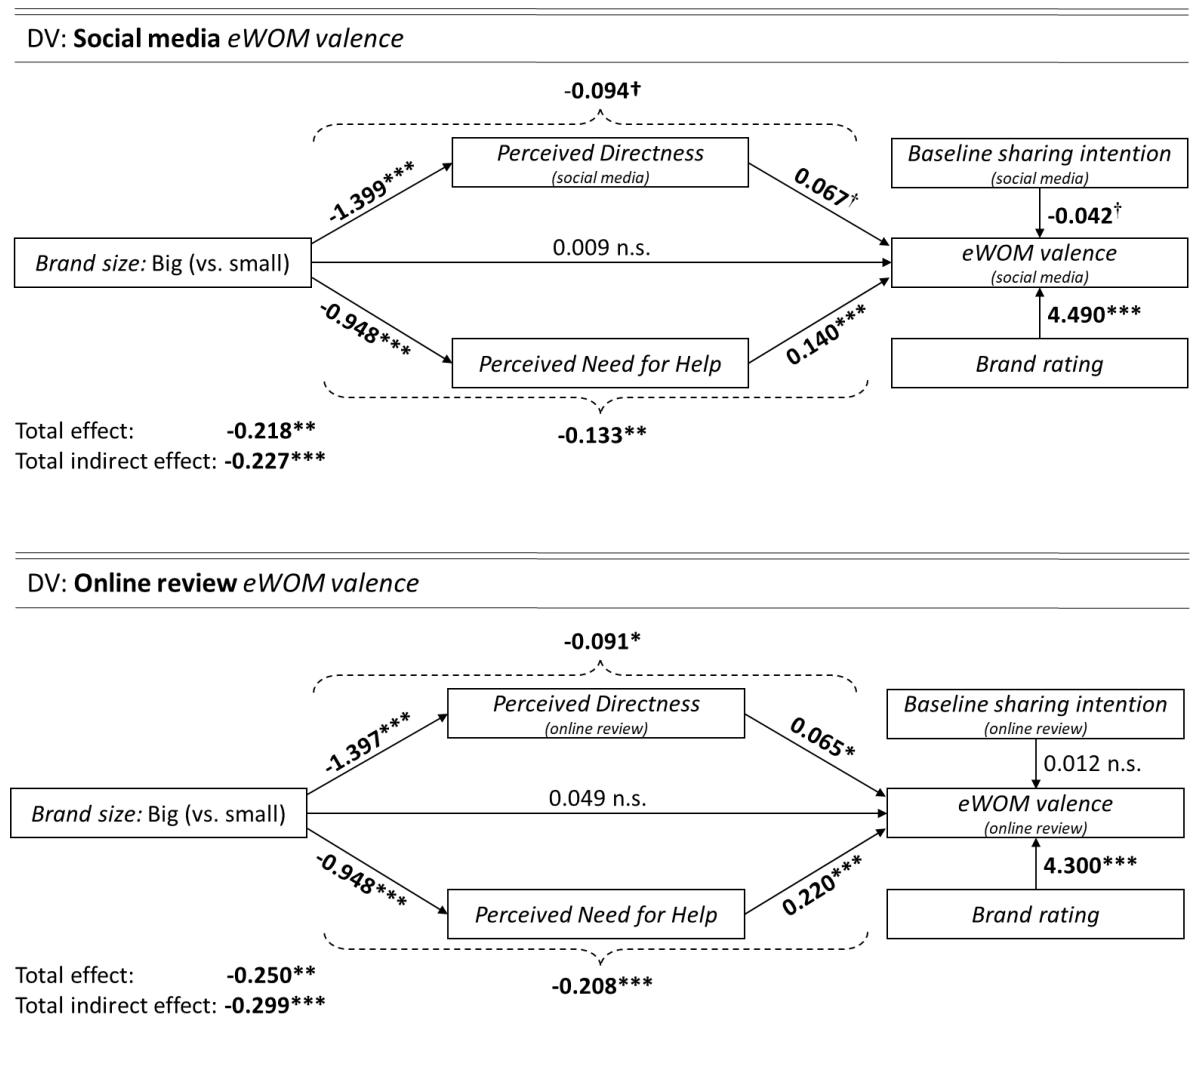 DV: Social media eWOM valence
-0.094†
Perceived Directness
(social media)
Baseline sharing intention
(social media)
-1.399***
0.067†
-0.042†
0.009 n.s.
Brand size: Big (vs. small)
eWOM valence
(social media)
-0.948***
0.140***
4.490***
Perceived Need for Help
Brand rating
Total effect: -0.218**
-0.133**
Total indirect effect: -0.227***
DV: Online review eWOM valence
-0.091*
Perceived Directness
(online review)
Baseline sharing intention
(online review)
-1.397***
0.065*
0.012 n.s.
0.049 n.s.
Brand size: Big (vs. small)
eWOM valence
(online review)
-0.948***
0.220***
4.300***
Perceived Need for Help
Brand rating
Total effect: -0.250**
-0.208***
Total indirect effect: -0.299***